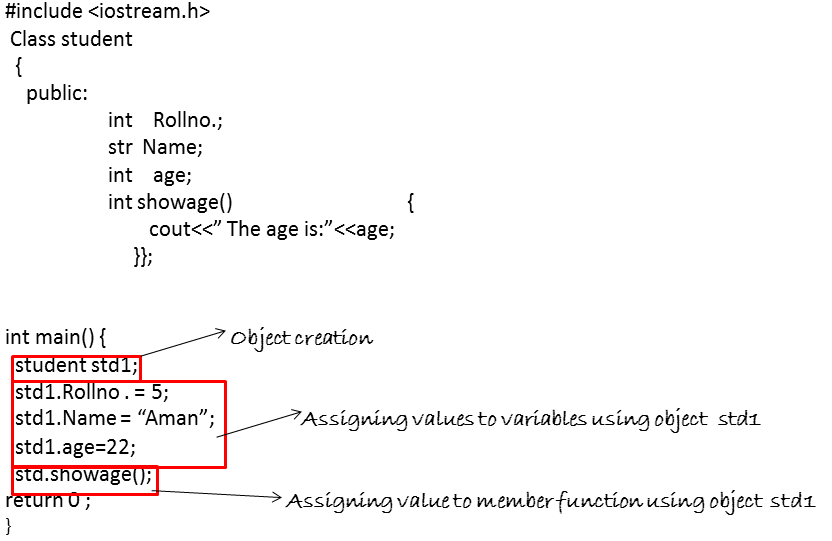 #include <iostream.h>
Class student
{
public:
int Rollno.;
str Name;
int age;
int showage() {
cout<<” The age is:”<<age;
}};
int main() {
Object creation
student std1;
std1.Rollno . = 5;
std1.Name = “Aman”;
Assigning values to variables using object std1
std1.age=22;
std.showage();
return 0 ;
Assigning value to member function using object std1
}